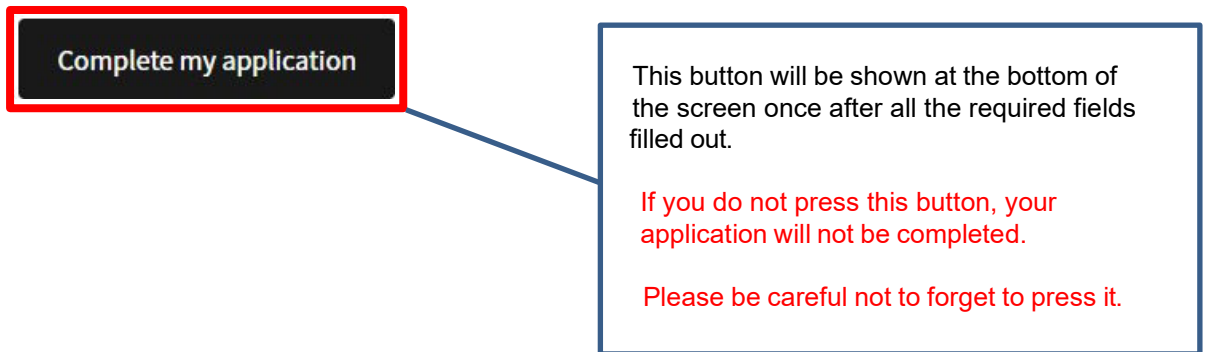 Complete my application
This button will be shown at the bottom of
the screen once after all the required fields
filled out.
If you do not press this button, your
application will not be completed.
Please be careful not to forget to press it.